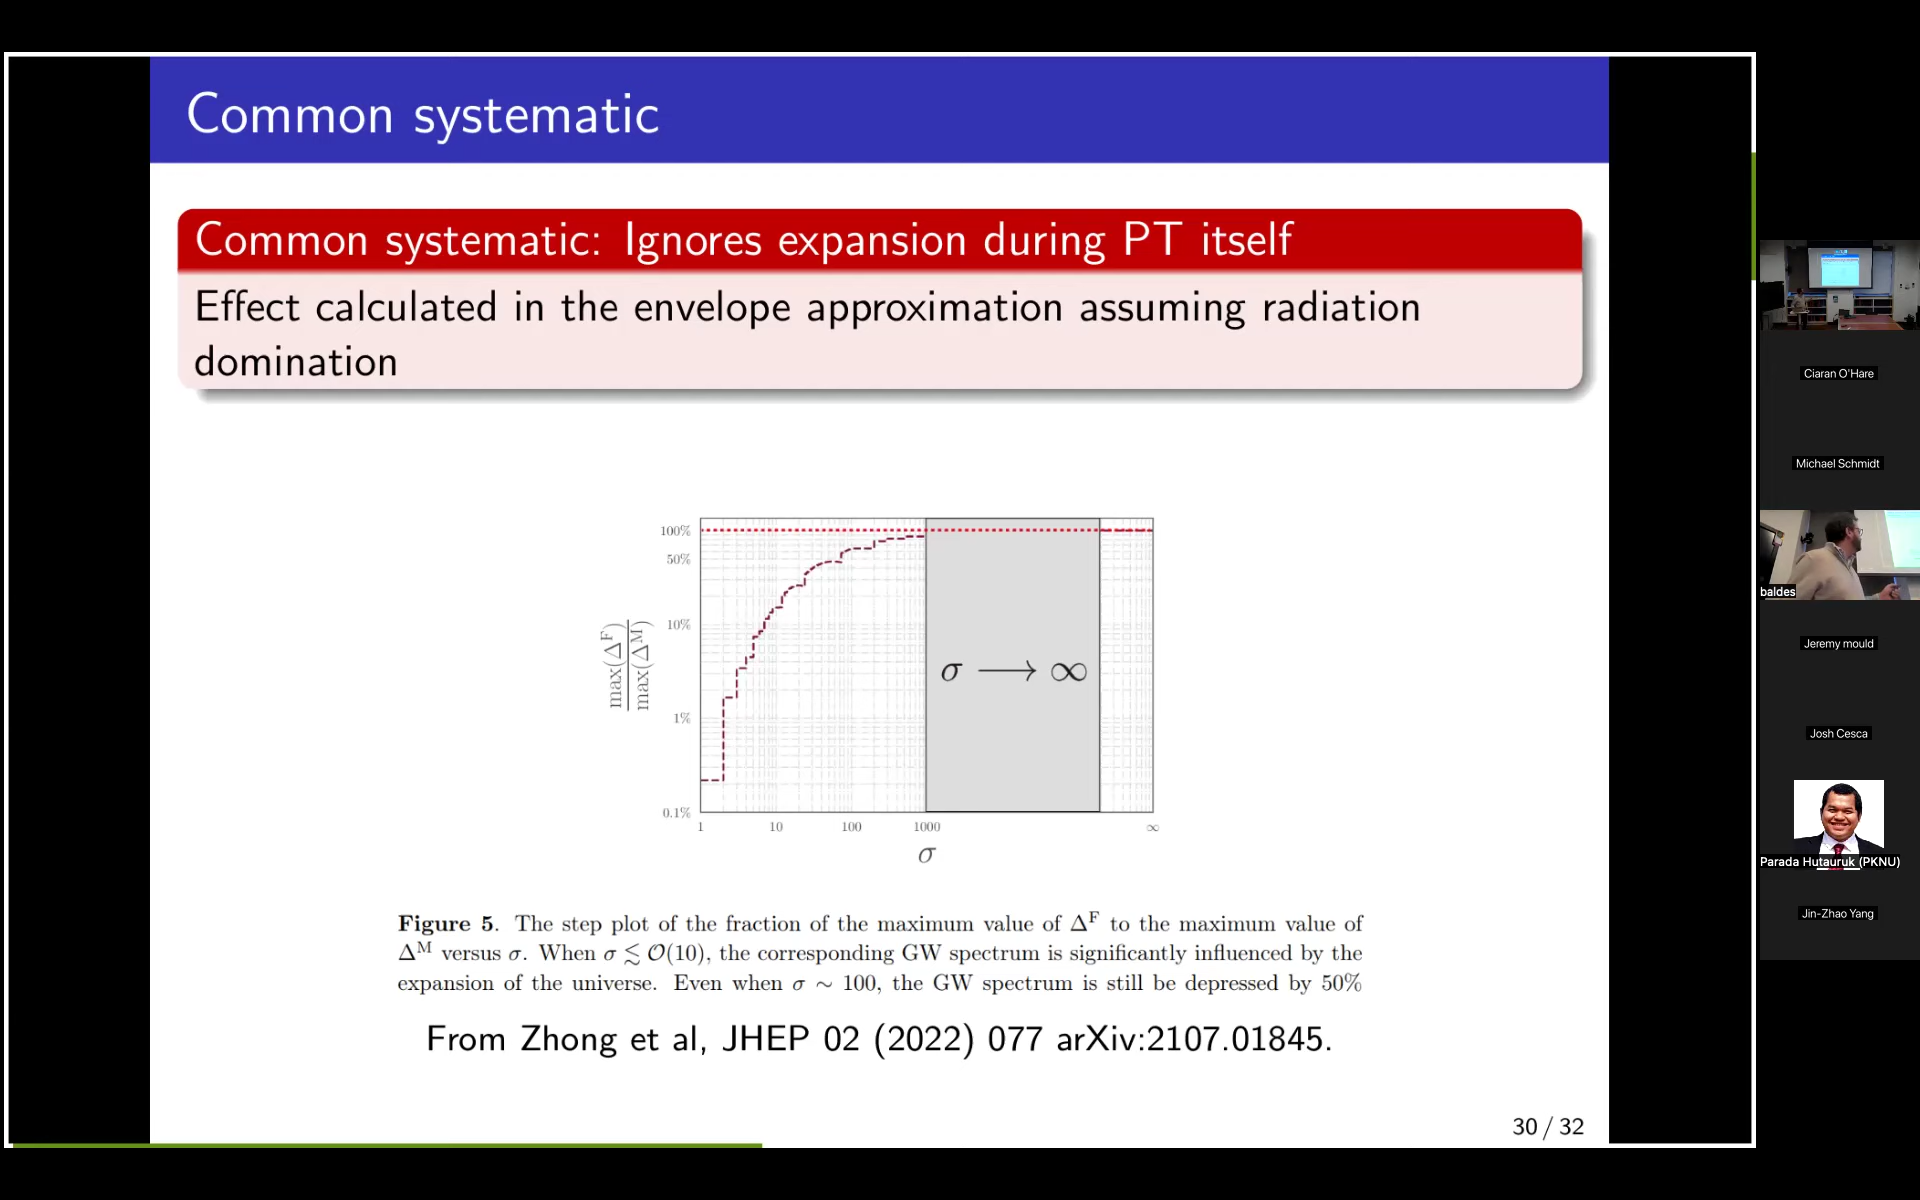 Common systematic
Common systematic: Ignores expansion during PT itself
Effect calculated in the envelope approximation assuming radiation
domination
100%
50%
10%
1%
0.1%
max(Δ^F)
max(Δ^M)
σ ⟶ ∞
1 10 100 1000 ∞
σ
Figure 5. The step plot of the fraction of the maximum value of Δ^F to the maximum value of
Δ^M versus σ. When σ ≲ O(10), the corresponding GW spectrum is significantly influenced by the
expansion of the universe. Even when σ ∼ 100, the GW spectrum is still be depressed by 50%
From Zhong et al, JHEP 02 (2022) 077 arXiv:2107.01845.
30 / 32
Ciaran O'Hare
Michael Schmidt
baldes
Jeremy mould
Josh Cesca
Parada Hutauruk (PKNU)
Jin-Zhao Yang